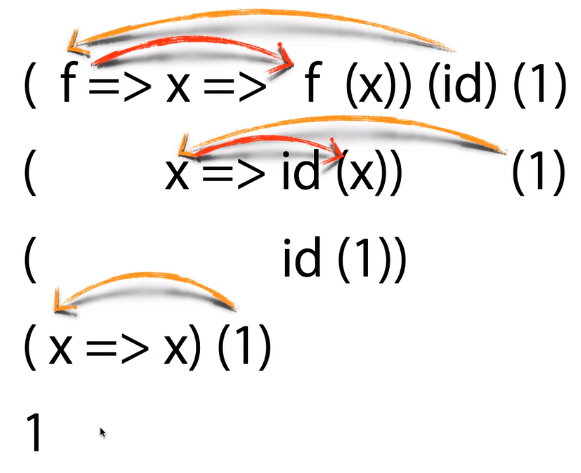 ( f => x => f (x)) (id) (1)
( x => id (x)) (1)
( id (1))
( x => x) (1)
1